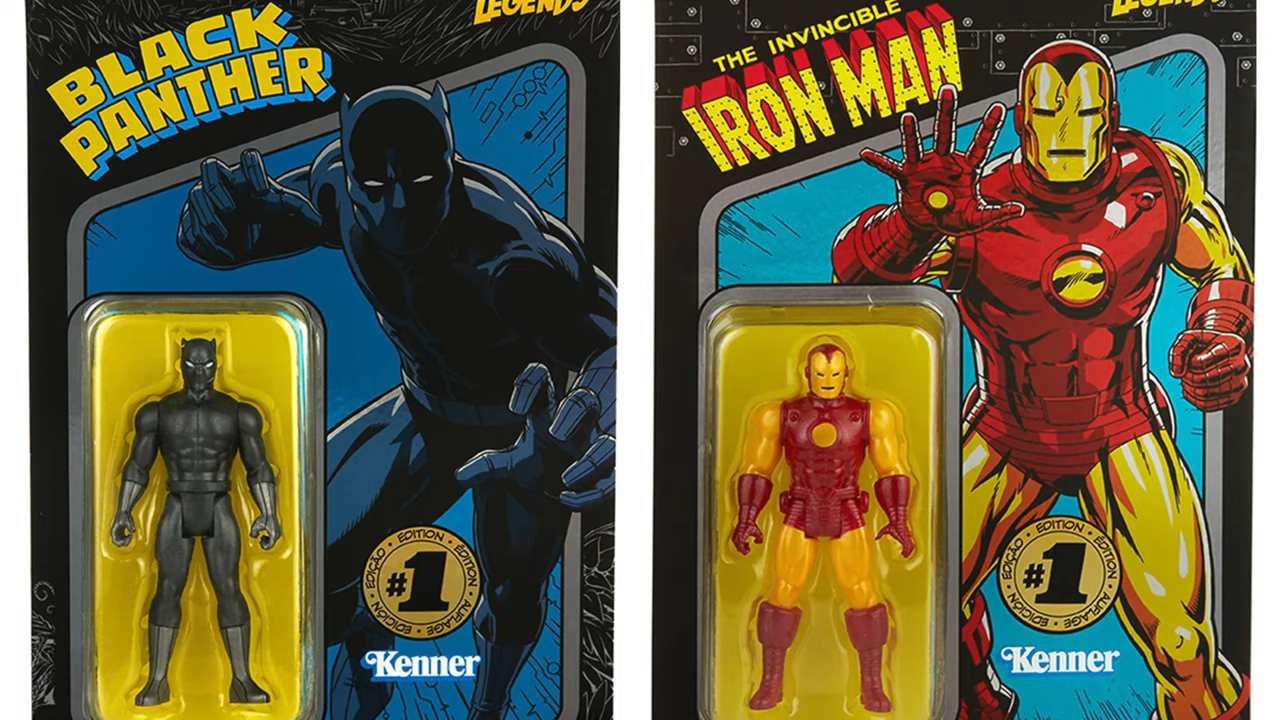 LEGENDS
BLACK
PANTHER
EDITION • ÉDITION • AUFLAGE • EDICIÓN • EDIÇÃO •
#1
Kenner
LEGENDS
THE INVINCIBLE
IRON MAN
EDITION • ÉDITION • AUFLAGE • EDICIÓN • EDIÇÃO •
#1
Kenner